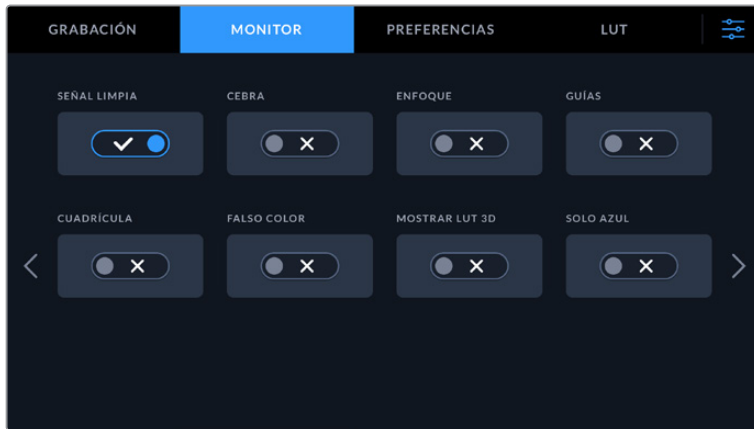 GRABACIÓN MONITOR PREFERENCIAS LUT
SEÑAL LIMPIA CEBRA ENFOQUE GUÍAS
CUADRÍCULA FALSO COLOR MOSTRAR LUT 3D SOLO AZUL